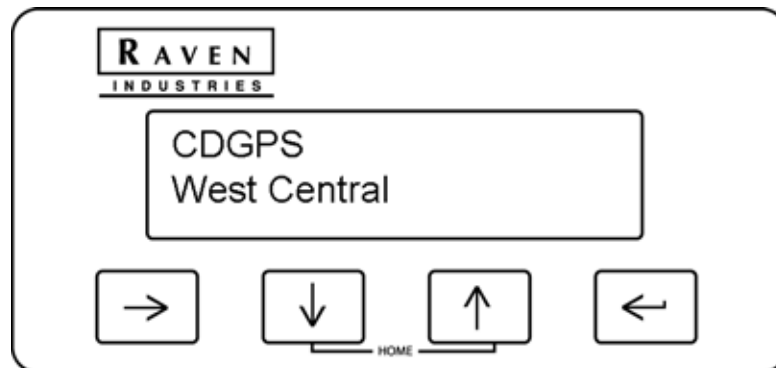 RAVEN
INDUSTRIES
CDGPS
West Central
HOME